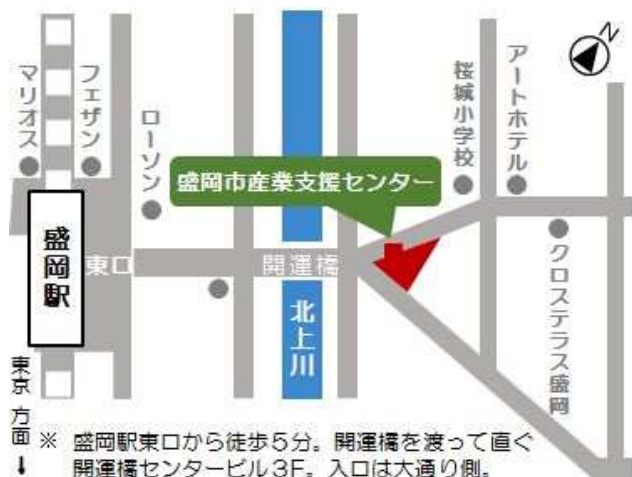 N
マリオス
フェザン
ローソン
桜城小学校
アートホテル
盛岡市産業支援センター
盛岡駅
東口
開運橋
北上川
クロステラス盛岡
東京 方面 ↓
※ 盛岡駅東口から徒歩5分。開運橋を渡って直ぐ
開運橋センタービル3F。入口は大通り側。